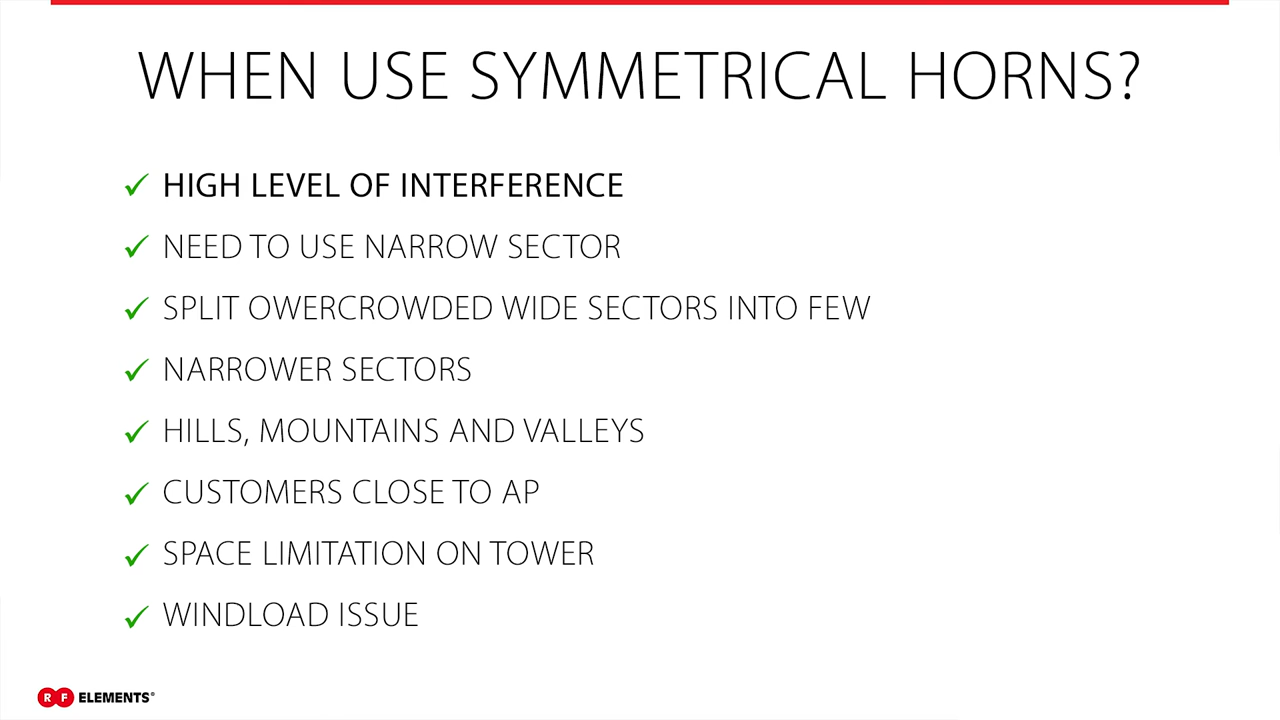 WHEN USE SYMMETRICAL HORNS?
✓ HIGH LEVEL OF INTERFERENCE
✓ NEED TO USE NARROW SECTOR
✓ SPLIT OWERCROWDED WIDE SECTORS INTO FEW
✓ NARROWER SECTORS
✓ HILLS, MOUNTAINS AND VALLEYS
✓ CUSTOMERS CLOSE TO AP
✓ SPACE LIMITATION ON TOWER
✓ WINDLOAD ISSUE
RF ELEMENTS®